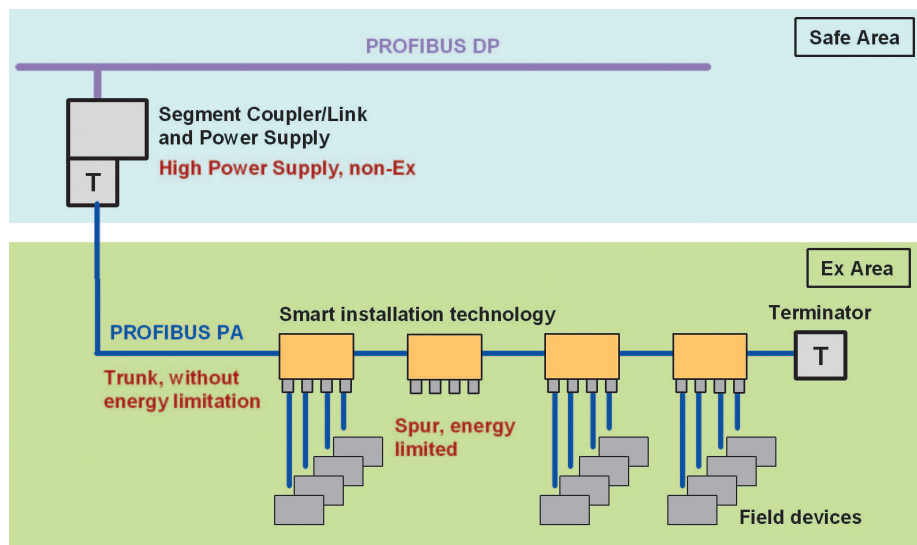 PROFIBUS DP
Safe Area
Segment Coupler/Link
and Power Supply
High Power Supply, non-Ex
T
Ex Area
Smart installation technology
Terminator
PROFIBUS PA
T
Trunk, without
energy limitation
Spur, energy
limited
Field devices